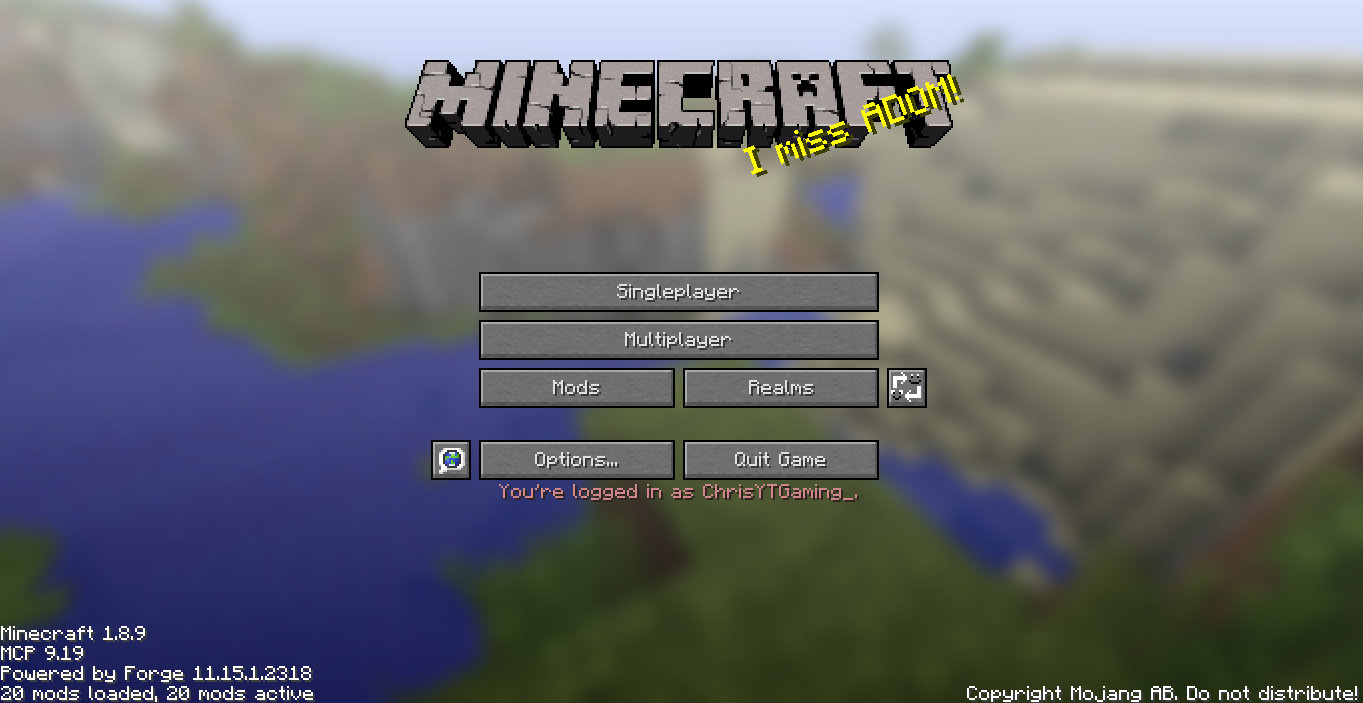 MINECRAFT
I miss ADOM!
Singleplayer
Multiplayer
Mods
Realms
Options...
Quit Game
You're logged in as ChrisYTGaming_.
Minecraft 1.8.9
MCP 9.19
Powered by Forge 11.15.1.2318
20 mods loaded, 20 mods active
Copyright Mojang AB. Do not distribute!